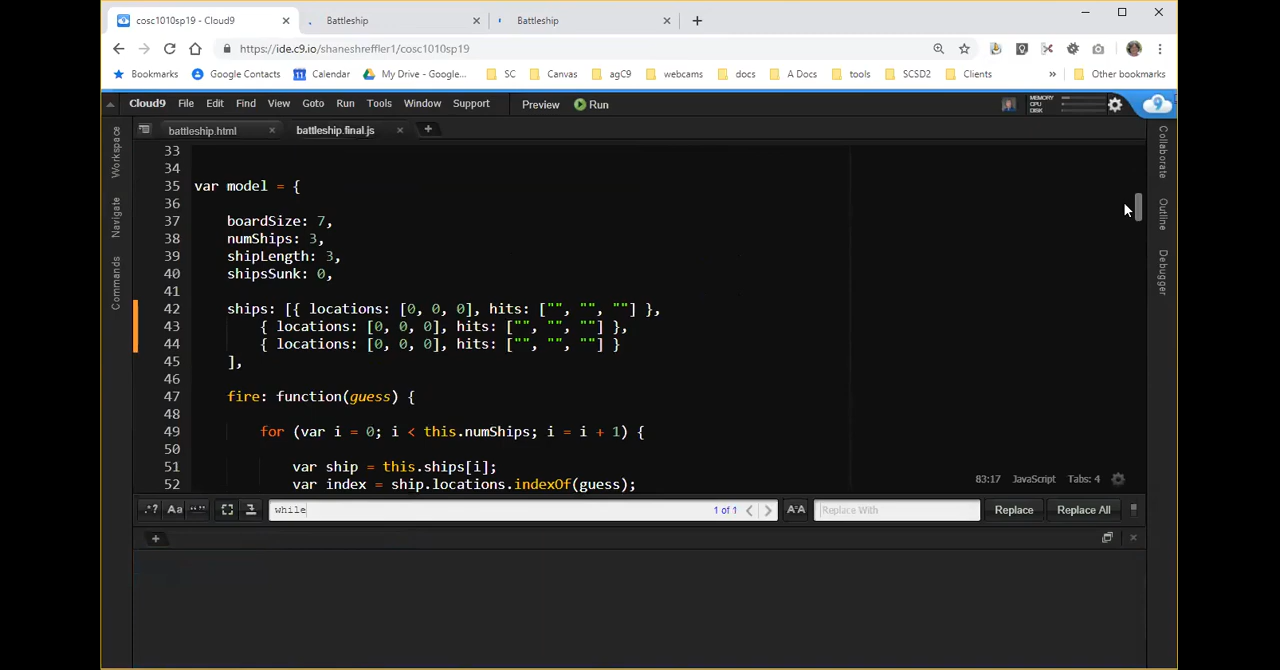 cosc1010sp19 - Cloud9 Battleship Battleship
https://ide.c9.io/shaneshreffler1/cosc1010sp19
Bookmarks Google Contacts Calendar My Drive - Google... SC Canvas agC9 webcams docs A Docs tools SCSD2 Clients » Other bookmarks
Cloud9 File Edit Find View Goto Run Tools Window Support Preview Run MEMORY CPU DISK 9
battleship.html battleship.final.js
Workspace
Navigate
Commands
Collaborate
Outline
Debugger
33
34
35 var model = {
36
37 boardSize: 7,
38 numShips: 3,
39 shipLength: 3,
40 shipsSunk: 0,
41
42 ships: [{ locations: [0, 0, 0], hits: ["", "", ""] },
43 { locations: [0, 0, 0], hits: ["", "", ""] },
44 { locations: [0, 0, 0], hits: ["", "", ""] }
45 ],
46
47 fire: function(guess) {
48
49 for (var i = 0; i < this.numShips; i = i + 1) {
50
51 var ship = this.ships[i];
52 var index = ship.locations.indexOf(guess);
83:17 JavaScript Tabs: 4
.*? Aa "" while 1 of 1 Replace With Replace Replace All